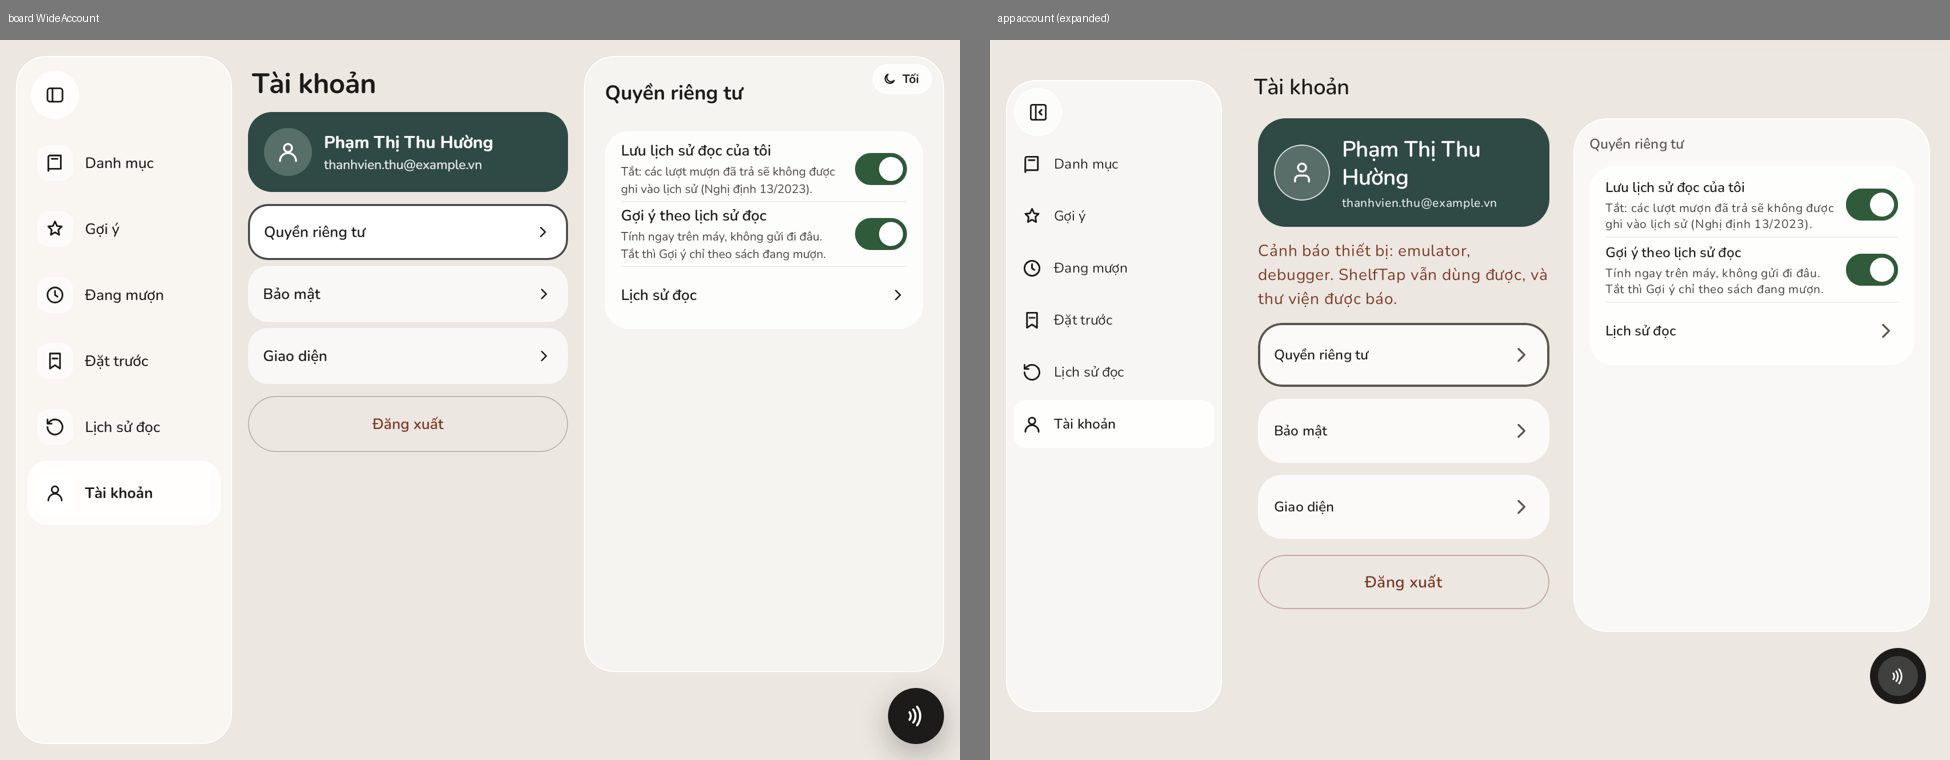 board WideAccount
Danh mục
Gợi ý
Đang mượn
Đặt trước
Lịch sử đọc
Tài khoản
Tài khoản
Phạm Thị Thu Hường
thanhvien.thu@example.vn
Quyền riêng tư
Bảo mật
Giao diện
Đăng xuất
Tối
Quyền riêng tư
Lưu lịch sử đọc của tôi
Tắt: các lượt mượn đã trả sẽ không được
ghi vào lịch sử (Nghị định 13/2023).
Gợi ý theo lịch sử đọc
Tính ngay trên máy, không gửi đi đâu.
Tắt thì Gợi ý chỉ theo sách đang mượn.
Lịch sử đọc
app account (expanded)
Danh mục
Gợi ý
Đang mượn
Đặt trước
Lịch sử đọc
Tài khoản
Tài khoản
Phạm Thị Thu
Hường
thanhvien.thu@example.vn
Cảnh báo thiết bị: emulator,
debugger. ShelfTap vẫn dùng được, và
thư viện được báo.
Quyền riêng tư
Bảo mật
Giao diện
Đăng xuất
Quyền riêng tư
Lưu lịch sử đọc của tôi
Tắt: các lượt mượn đã trả sẽ không được
ghi vào lịch sử (Nghị định 13/2023).
Gợi ý theo lịch sử đọc
Tính ngay trên máy, không gửi đi đâu.
Tắt thì Gợi ý chỉ theo sách đang mượn.
Lịch sử đọc